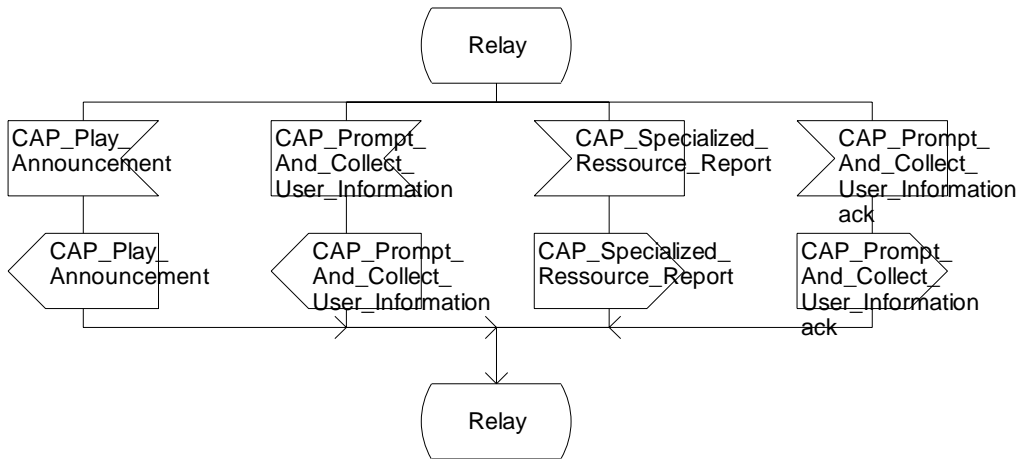 Relay
CAP_Play_
Announcement
CAP_Prompt_
And_Collect_
User_Information
CAP_Specialized_
Ressource_Report
CAP_Prompt_
And_Collect_
User_Information
ack
CAP_Play_
Announcement
CAP_Prompt_
And_Collect_
User_Information
CAP_Specialized_
Ressource_Report
CAP_Prompt_
And_Collect_
User_Information
ack
Relay